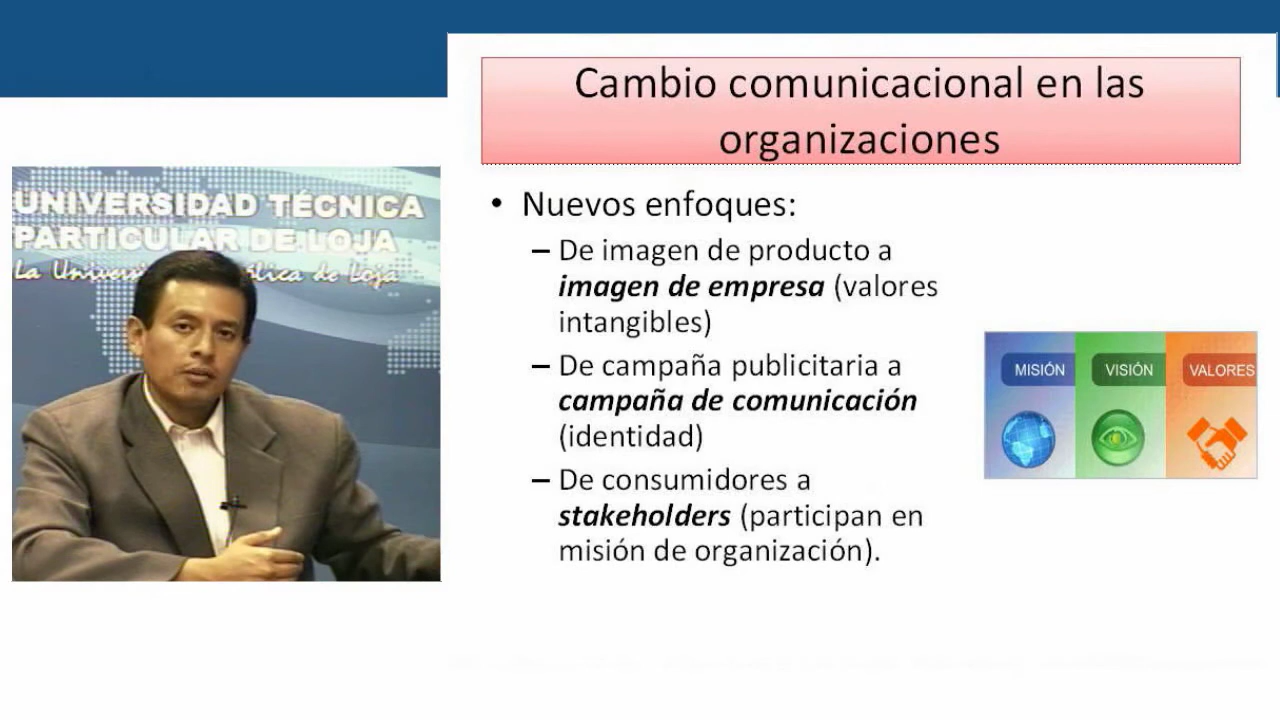 Cambio comunicacional en las
organizaciones
UNIVERSIDAD TÉCNICA
PARTICULAR DE LOJA
La de Loja
• Nuevos enfoques:
– De imagen de producto a
imagen de empresa (valores
intangibles)
– De campaña publicitaria a
campaña de comunicación
(identidad)
– De consumidores a
stakeholders (participan en
misión de organización).
MISIÓN
VISIÓN
VALORES